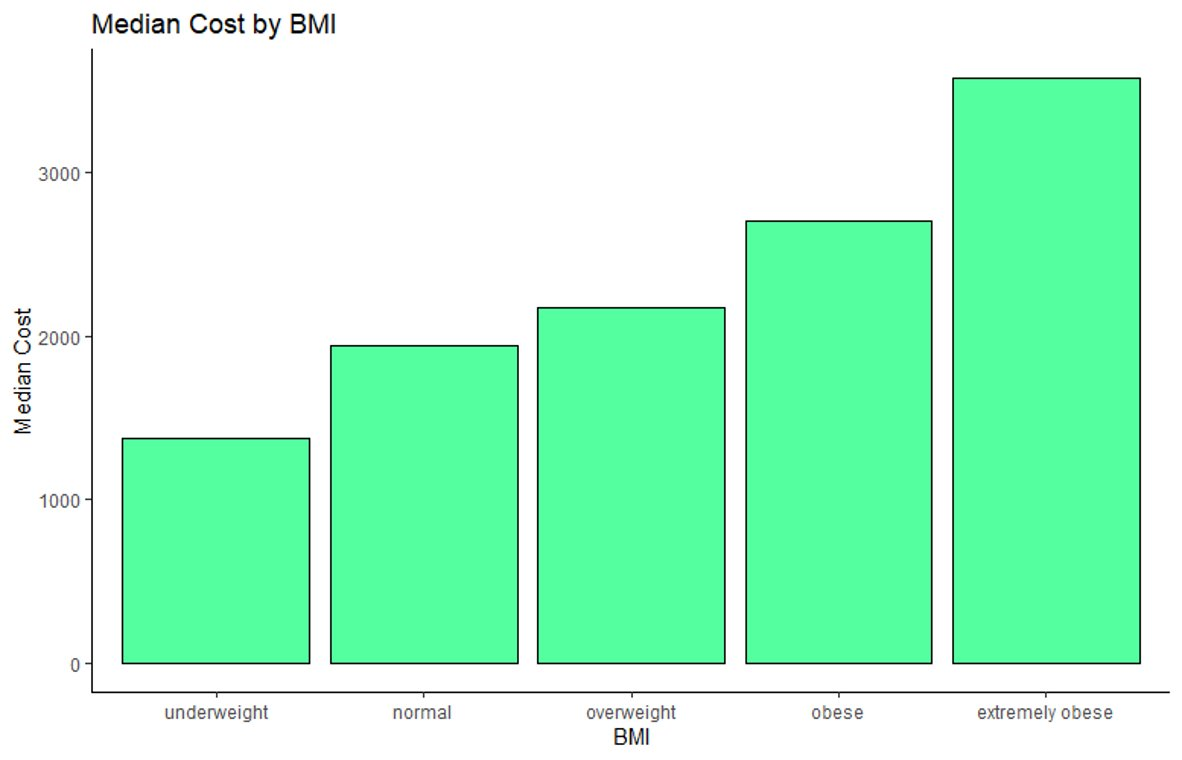 Median Cost by BMI
Median Cost
3000
2000
1000
0
underweight normal overweight obese extremely obese
BMI